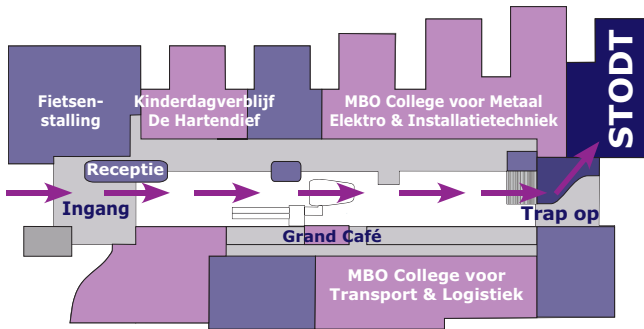 Fietsen-
stalling
Kinderdagverblijf
De Hartendief
MBO College voor Metaal
Elektro & Installatietechniek
STODT
Receptie
Ingang
Trap op
Grand Café
MBO College voor
Transport & Logistiek